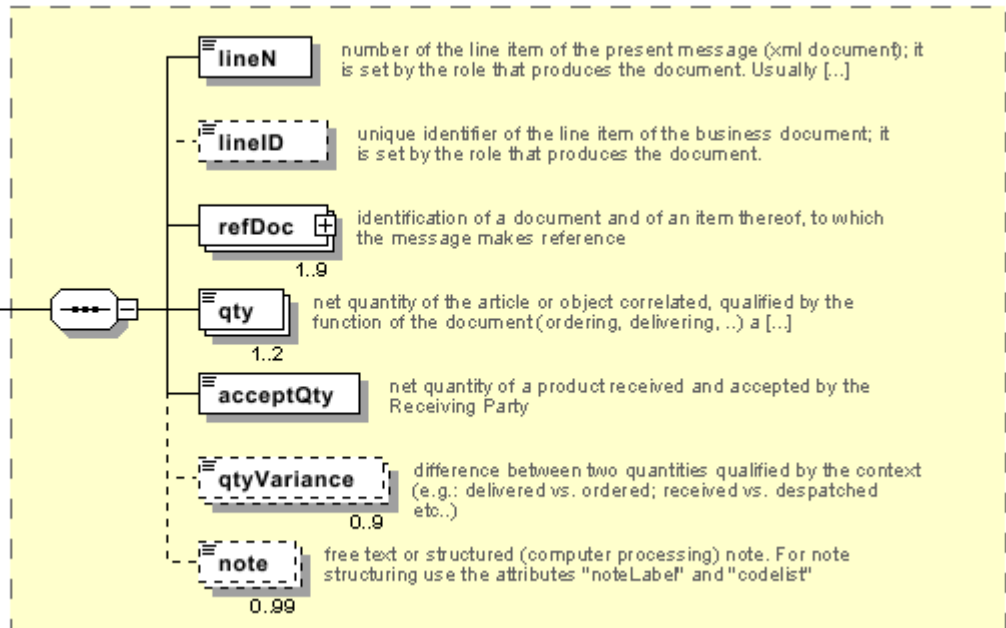 lineN
number of the line item of the present message (xml document); it
is set by the role that produces the document. Usually [...]
lineID
unique identifier of the line item of the business document; it
is set by the role that produces the document.
refDoc
identification of a document and of an item thereof, to which
the message makes reference
1..9
qty
net quantity of the article or object correlated, qualified by the
function of the document (ordering, delivering, ..) a [...]
1..2
acceptQty
net quantity of a product received and accepted by the
Receiving Party
qtyVariance
difference between two quantities qualified by the context
(e.g.: delivered vs. ordered; received vs. despatched
etc..)
0..9
note
free text or structured (computer processing) note. For note
structuring use the attributes "noteLabel" and "codelist"
0..99